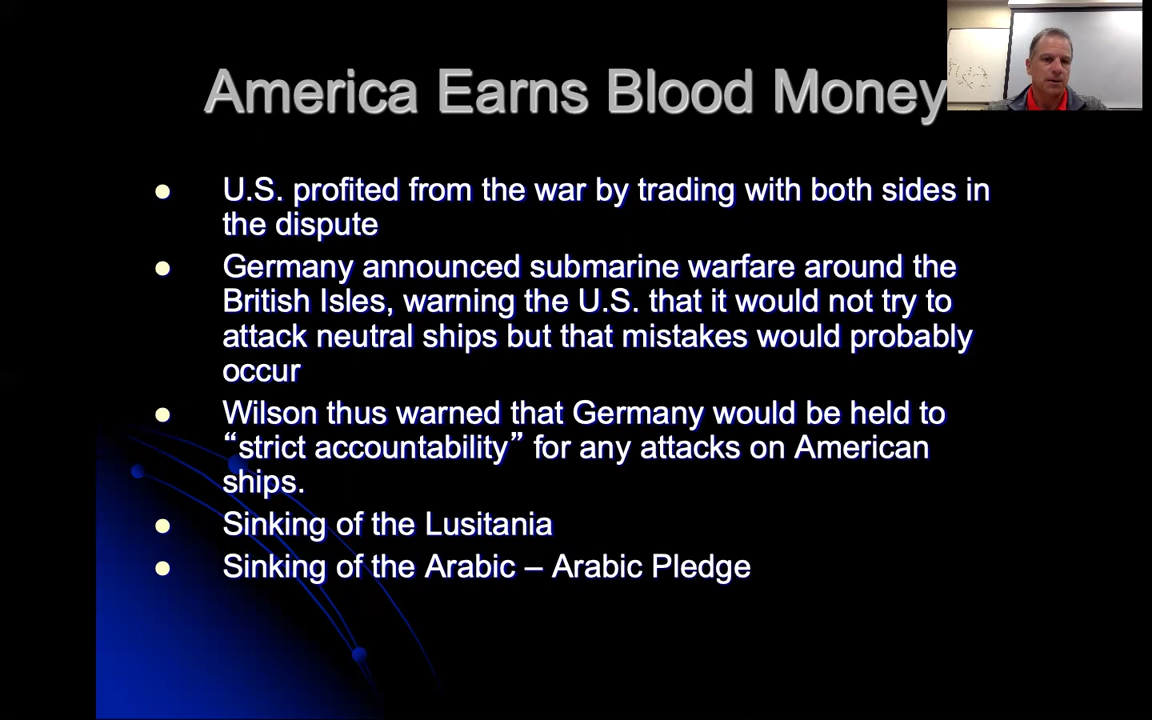 America Earns Blood Money
U.S. profited from the war by trading with both sides in
the dispute
Germany announced submarine warfare around the
British Isles, warning the U.S. that it would not try to
attack neutral ships but that mistakes would probably
occur
Wilson thus warned that Germany would be held to
“strict accountability” for any attacks on American
ships.
Sinking of the Lusitania
Sinking of the Arabic – Arabic Pledge